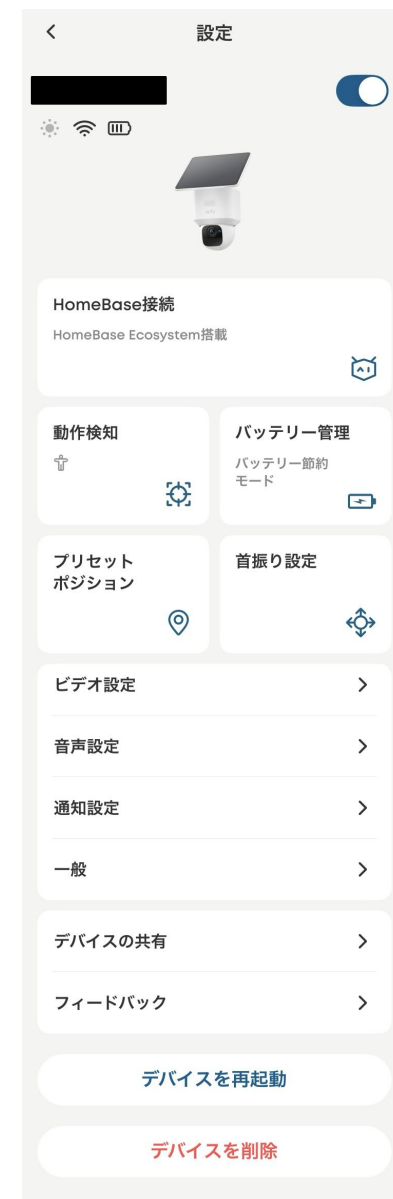 設定
HomeBase接続
HomeBase Ecosystem搭載
動作検知
バッテリー管理
バッテリー節約
モード
プリセット
ポジション
首振り設定
ビデオ設定
音声設定
通知設定
一般
デバイスの共有
フィードバック
デバイスを再起動
デバイスを削除